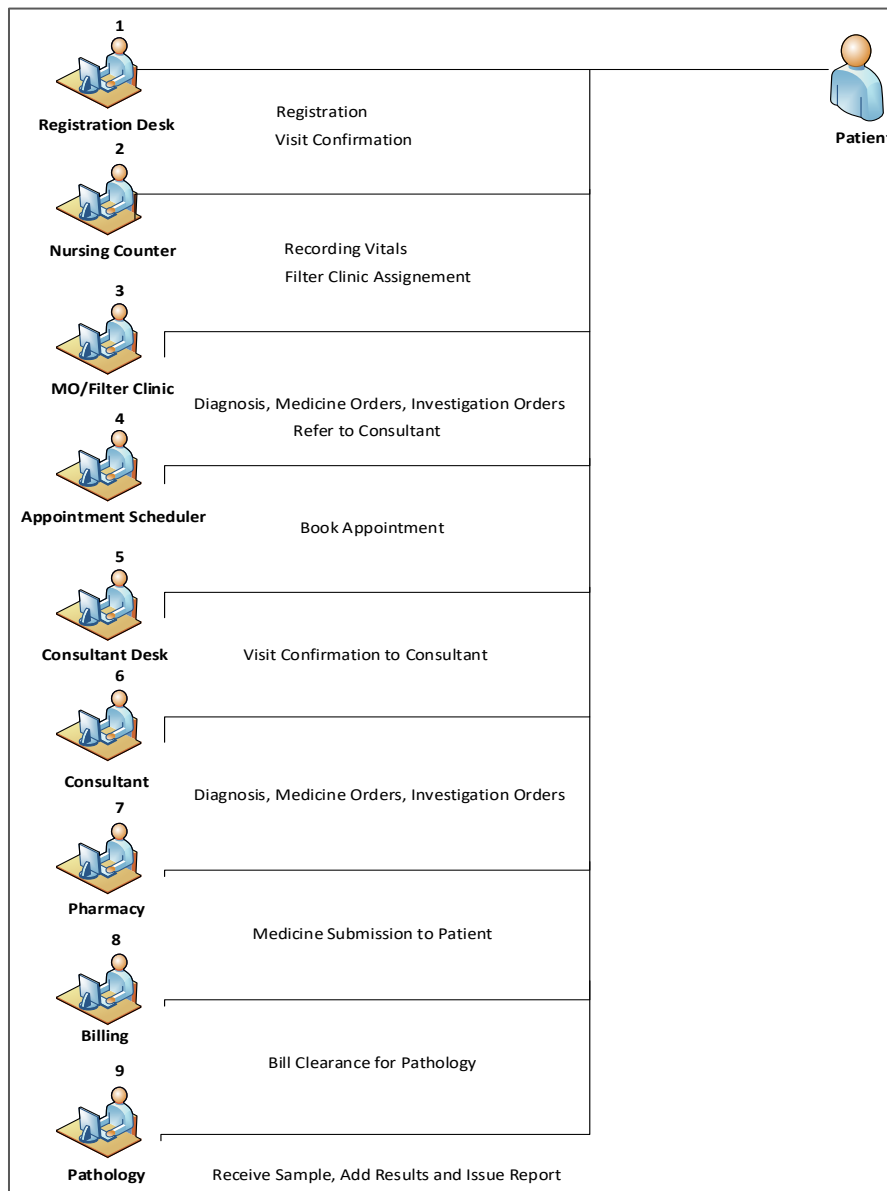 1
Registration Desk
Patient
Registration
Visit Confirmation
2
Nursing Counter
Recording Vitals
Filter Clinic Assignement
3
MO/Filter Clinic
Diagnosis, Medicine Orders, Investigation Orders
Refer to Consultant
4
Appointment Scheduler
Book Appointment
5
Consultant Desk
Visit Confirmation to Consultant
6
Consultant
Diagnosis, Medicine Orders, Investigation Orders
7
Pharmacy
Medicine Submission to Patient
8
Billing
Bill Clearance for Pathology
9
Pathology
Receive Sample, Add Results and Issue Report